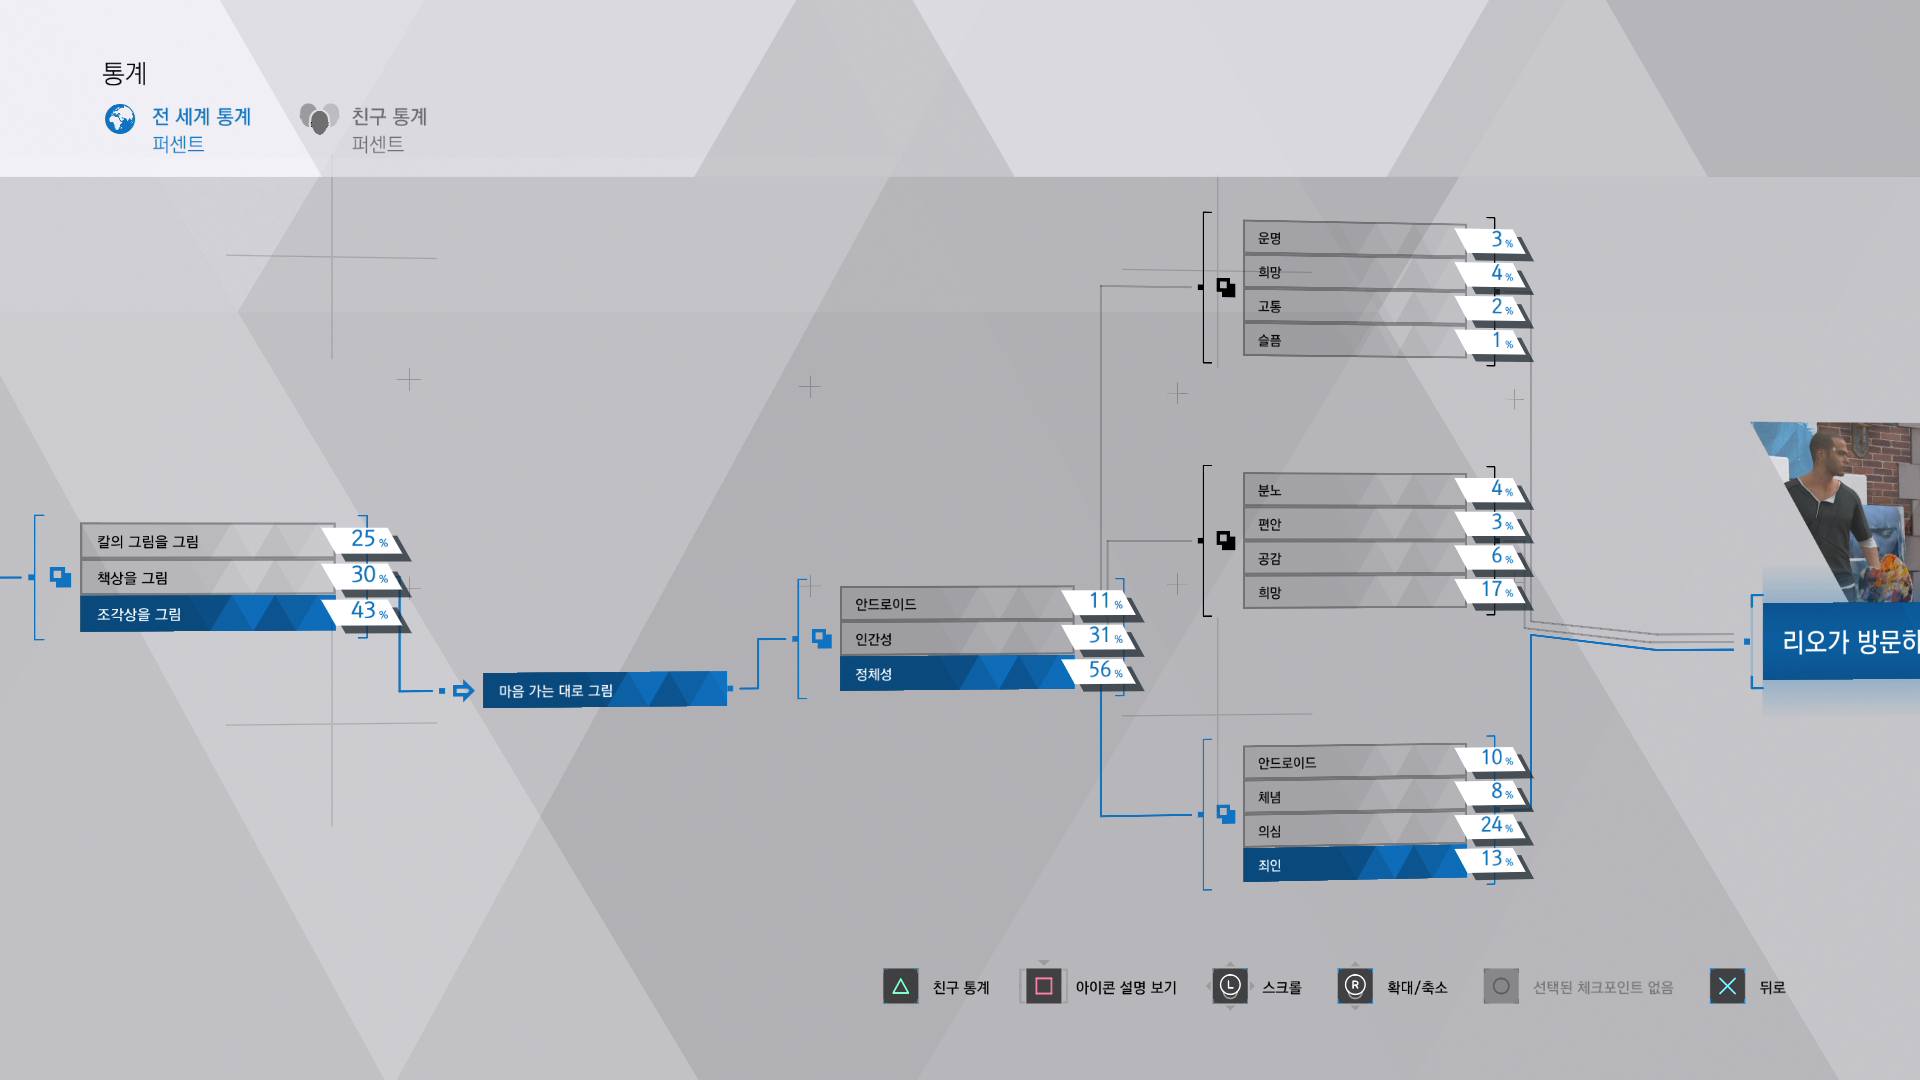 통계
전 세계 통계
퍼센트
친구 통계
퍼센트
칼의 그림을 그림 25 %
책상을 그림 30 %
조각상을 그림 43 %
마음 가는 대로 그림
안드로이드 11 %
인간성 31 %
정체성 56 %
운명 3 %
희망 4 %
고통 2 %
슬픔 1 %
분노 4 %
편안 3 %
공감 6 %
희망 17 %
안드로이드 10 %
체념 8 %
의심 24 %
죄인 13 %
리오가 방문하
친구 통계
아이콘 설명 보기
L 스크롤
R 확대/축소
선택된 체크포인트 없음
뒤로